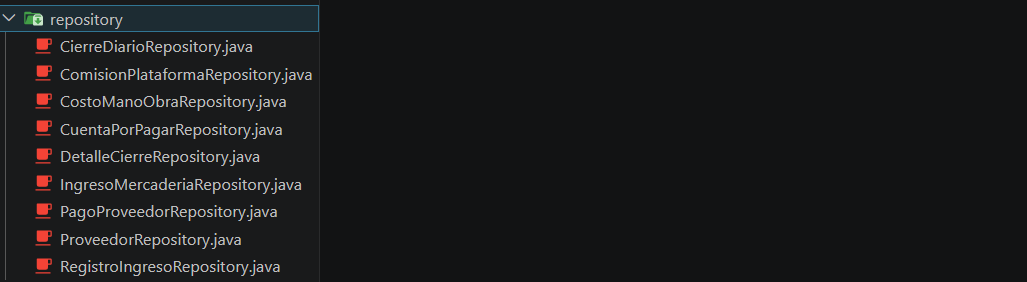 repository
CierreDiarioRepository.java
ComisionPlataformaRepository.java
CostoManoObraRepository.java
CuentaPorPagarRepository.java
DetalleCierreRepository.java
IngresoMercaderiaRepository.java
PagoProveedorRepository.java
ProveedorRepository.java
RegistroIngresoRepository.java